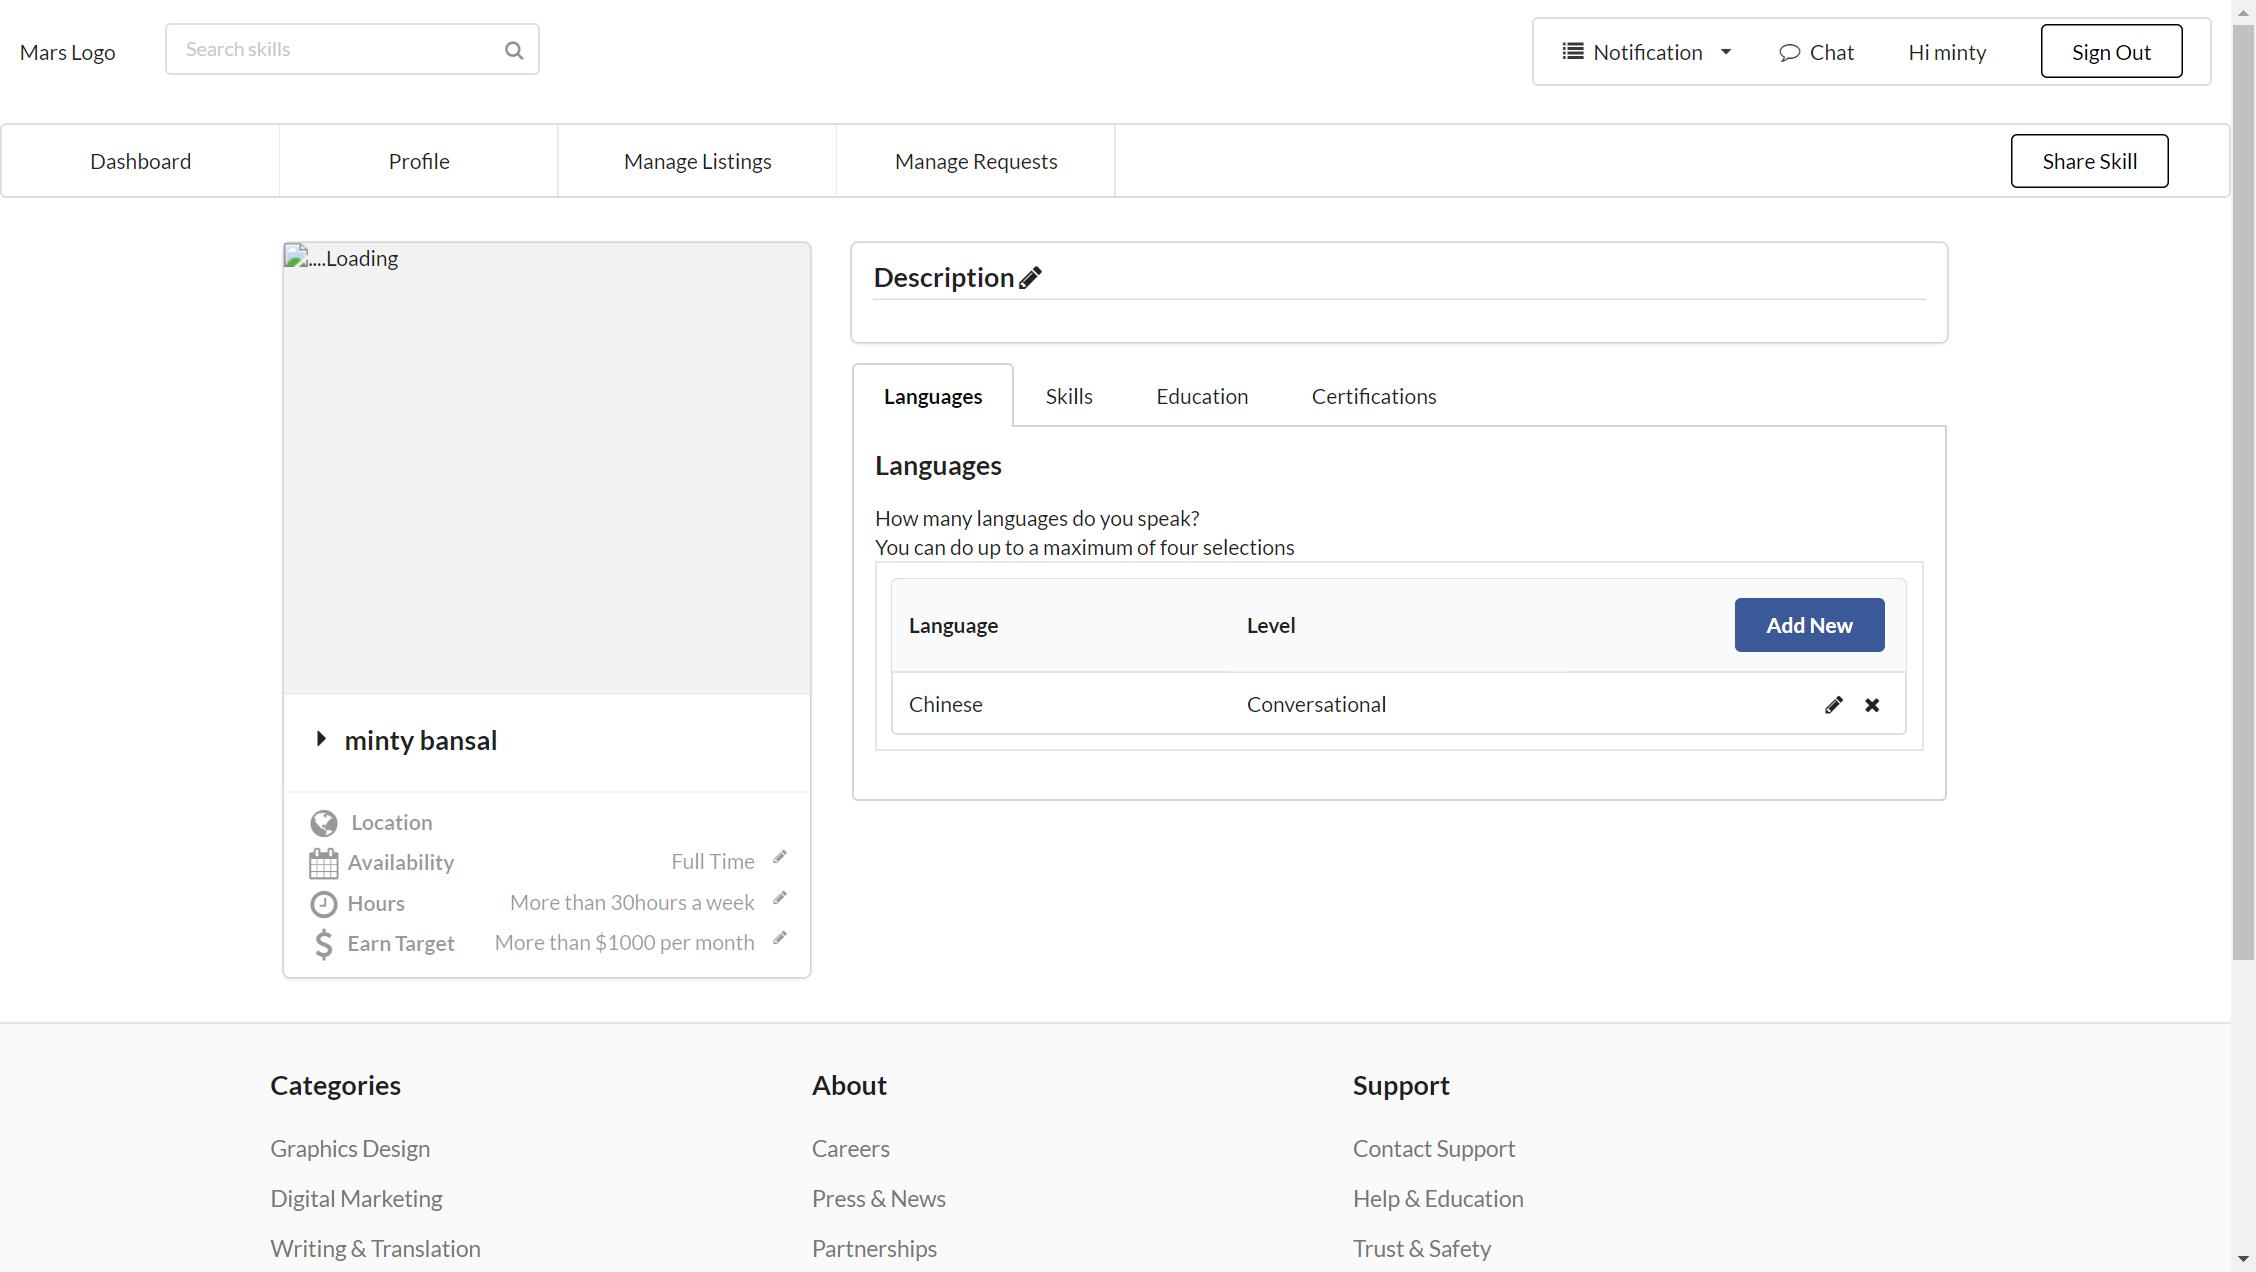 Mars Logo
Search skills
Notification
Chat
Hi minty
Sign Out
Dashboard
Profile
Manage Listings
Manage Requests
Share Skill
....Loading
minty bansal
Location
Availability Full Time
Hours More than 30hours a week
Earn Target More than $1000 per month
Description
Languages
Skills
Education
Certifications
Languages
How many languages do you speak?
You can do up to a maximum of four selections
Language Level Add New
Chinese Conversational
Categories
Graphics Design
Digital Marketing
Writing & Translation
About
Careers
Press & News
Partnerships
Support
Contact Support
Help & Education
Trust & Safety